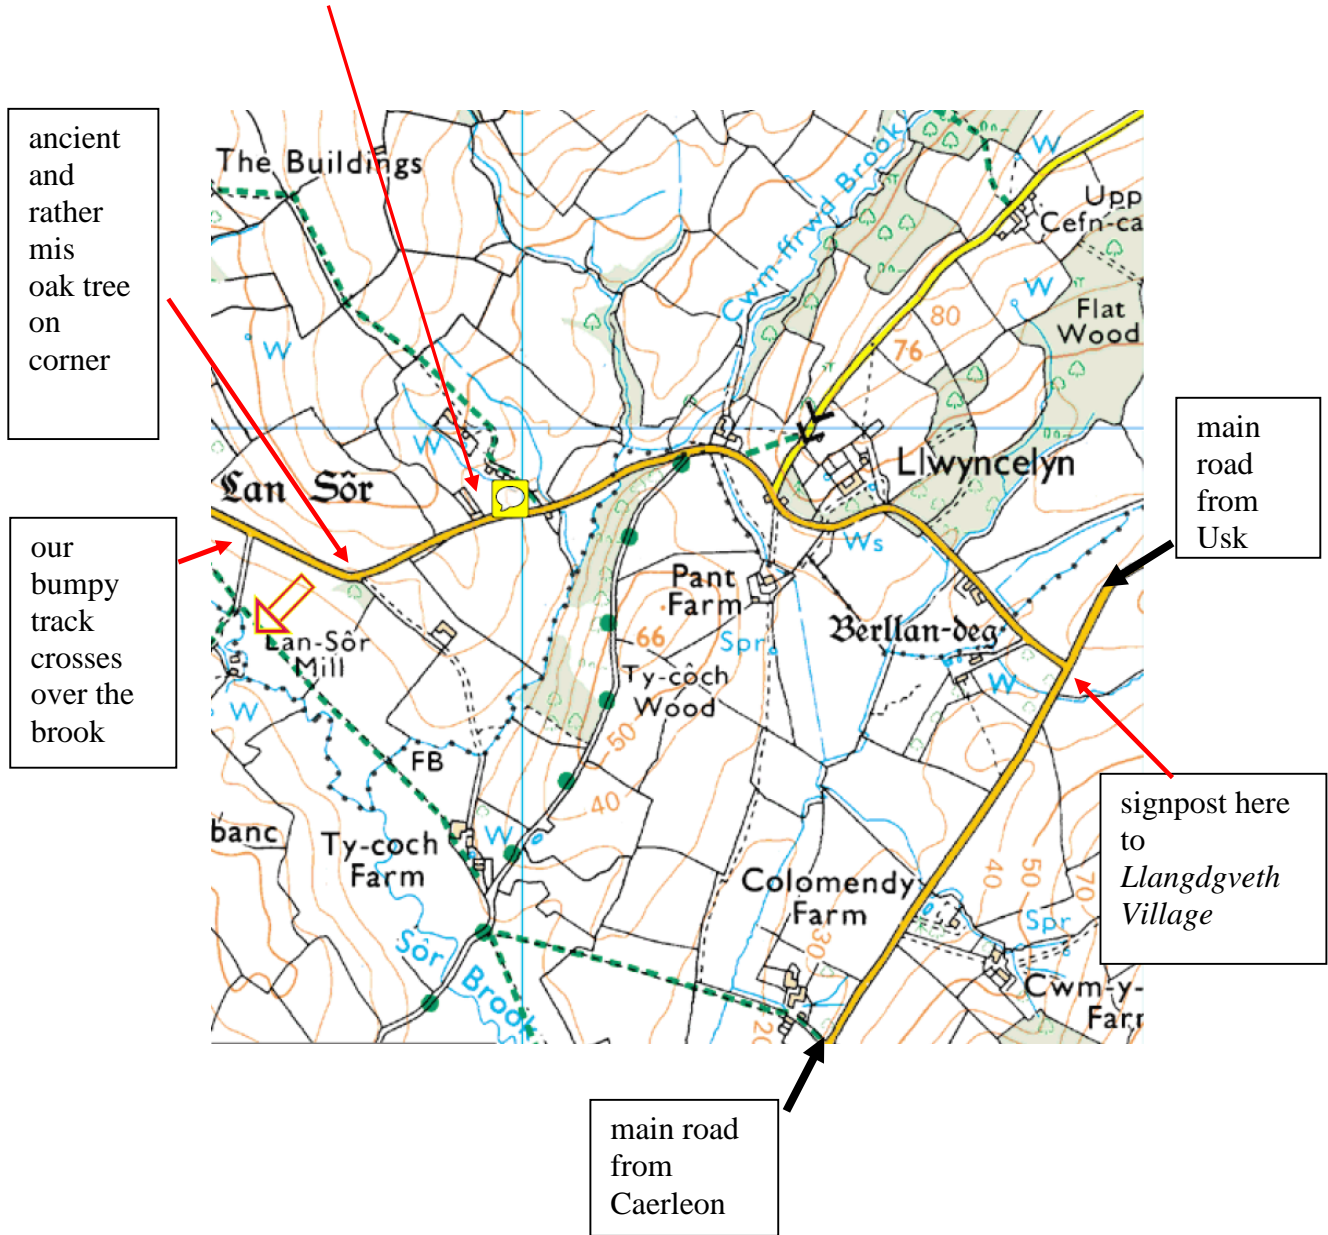 ancient
and
rather
mis
oak tree
on
corner
The Buildings
Cwm-ffrwd Brook
W
Upp
Cefn-ca
W
Flat
Wood
80
76
W
W
Lan Sôr
Llwyncelyn
main
road
from
Usk
our
bumpy
track
crosses
over the
brook
Ws
Pant
Farm
Spr
66
Berllan-deg
W
Lan-Sôr
Mill
W
Ty-côch
Wood
FB
50
40
banc
Ty-coch
Farm
W
signpost here
to
Llangdgveth
Village
Colomendy
Farm
40
50
70
30
20
Spr
Cwm-y-
Farr
Sôr Brook
main road
from
Caerleon